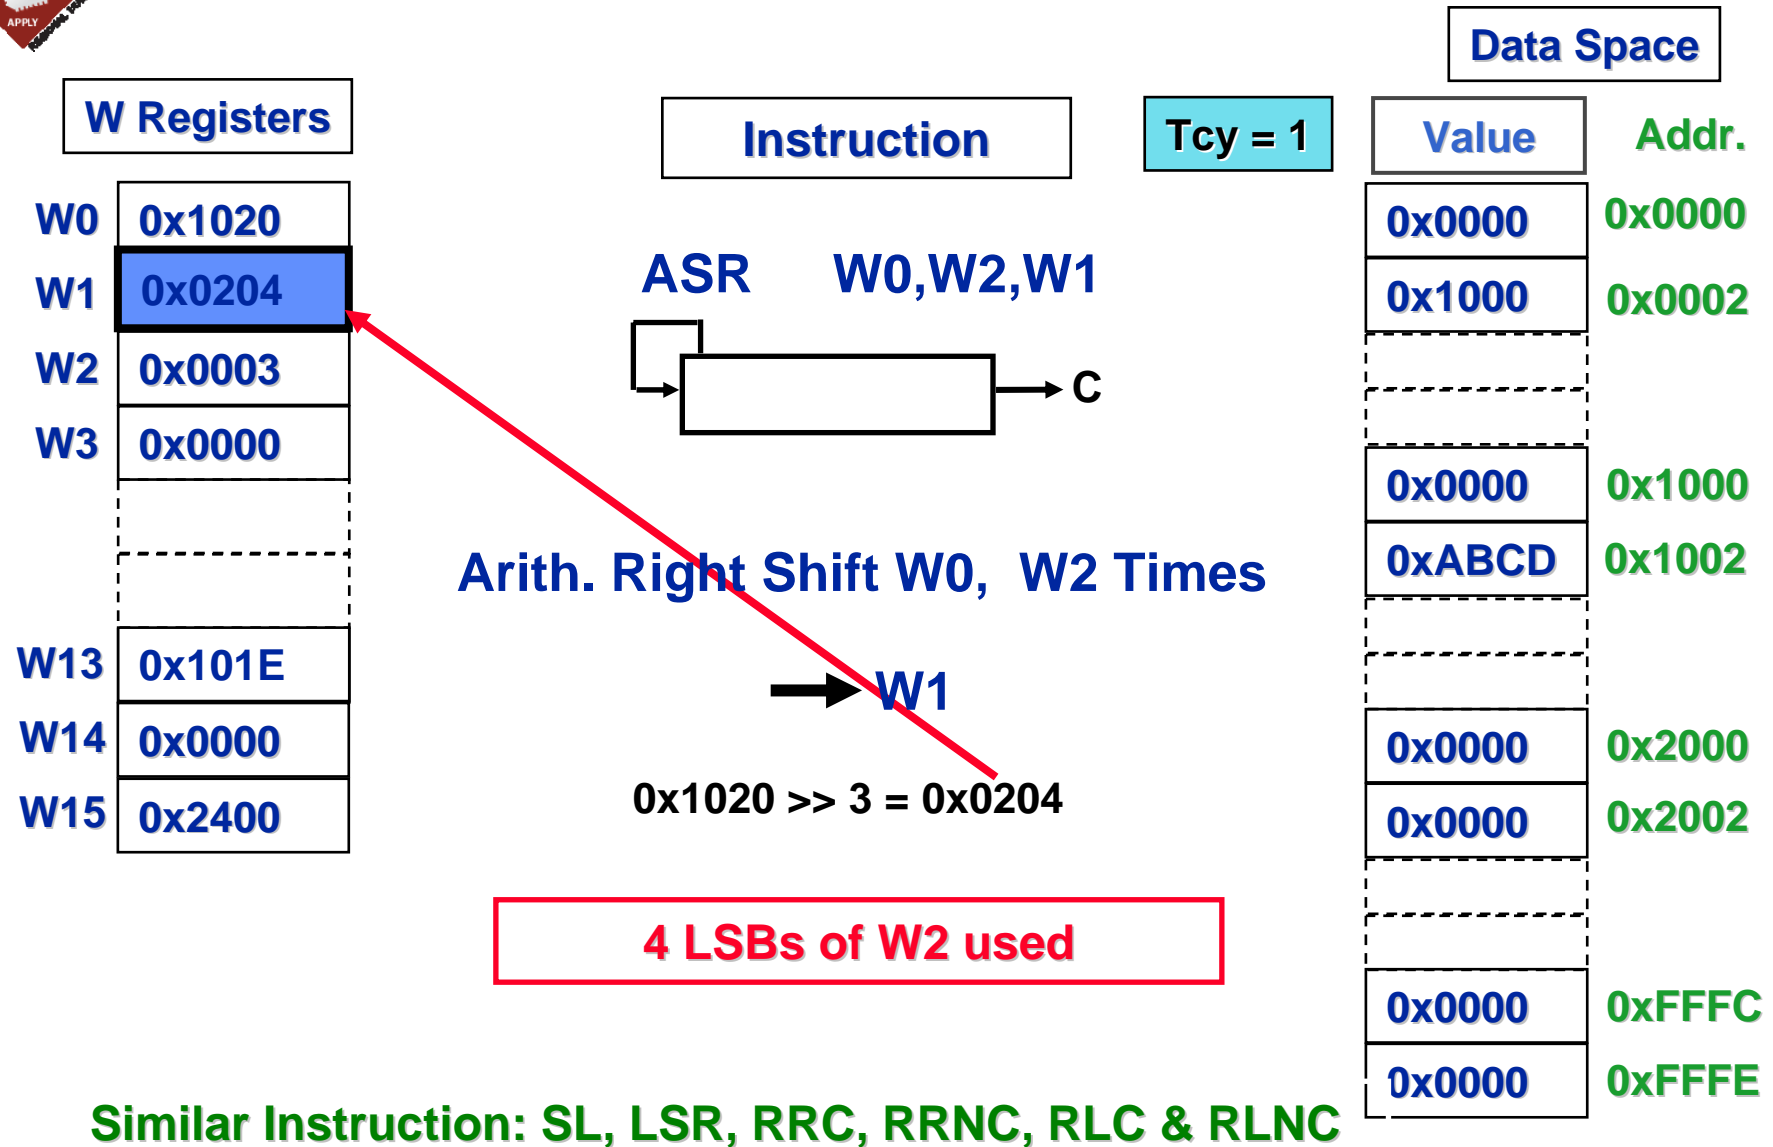 APPLY
Data Space
W Registers
Instruction
Tcy = 1
Value Addr.
W0 0x1020
W1 0x0204
W2 0x0003
W3 0x0000
W13 0x101E
W14 0x0000
W15 0x2400
ASR W0,W2,W1
C
Arith. Right Shift W0, W2 Times
W1
0x1020 >> 3 = 0x0204
4 LSBs of W2 used
0x0000 0x0000
0x1000 0x0002
0x0000 0x1000
0xABCD 0x1002
0x0000 0x2000
0x0000 0x2002
0x0000 0xFFFC
0x0000 0xFFFE
Similar Instruction: SL, LSR, RRC, RRNC, RLC & RLNC